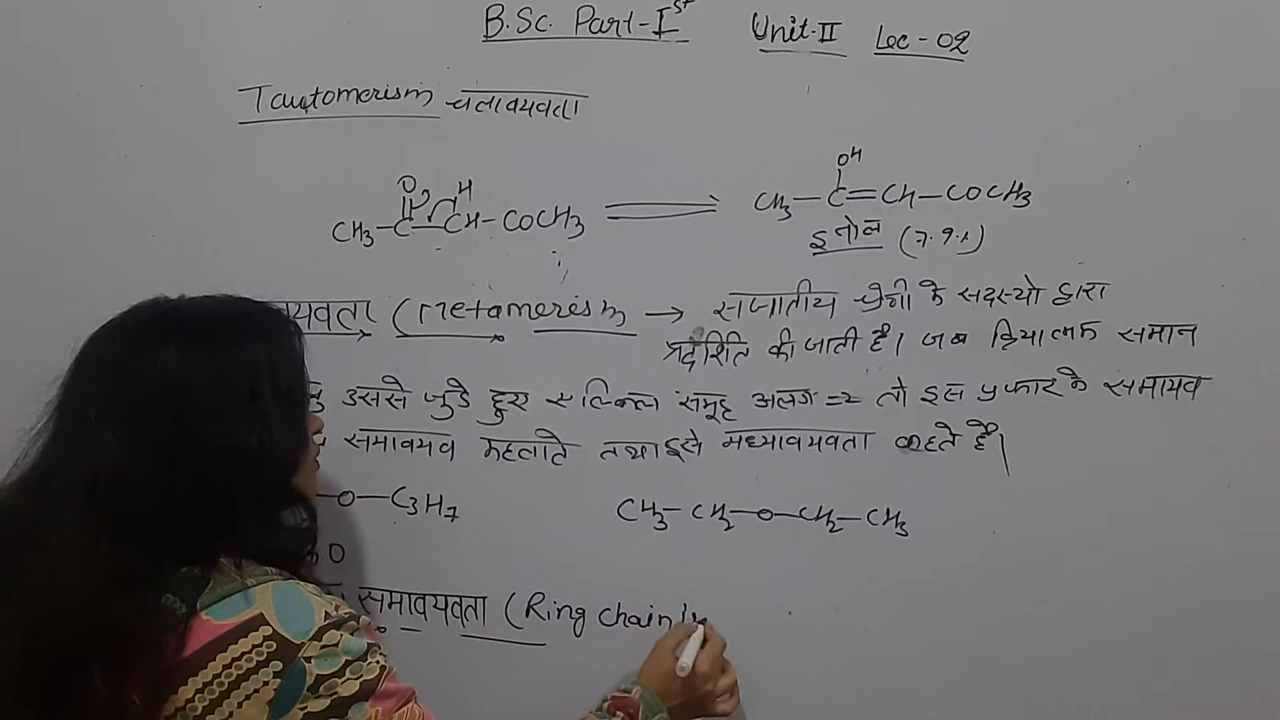 B.Sc. Part-I st Unit-II Lec-02
Tautomerism चलावयवता
OH
O H
CH3—C—CH—COCH3 ⇌ CH3—C=CH—COCH3
इनोल (7.9%)
यवता (metamerism → सजातीय श्रेणी के सदस्यो द्वारा
प्रदर्शित की जाती है। जब क्रियात्मक समान
उससे जुडे हुए एल्किल समूह अलग = तो इस प्रकार के समावयव
समावयव कहलाते तथा इसे मध्यावयवता कहते है।
—O—C3H7 CH3—CH2—O—CH2—CH3
O
समावयवता (Ring chain